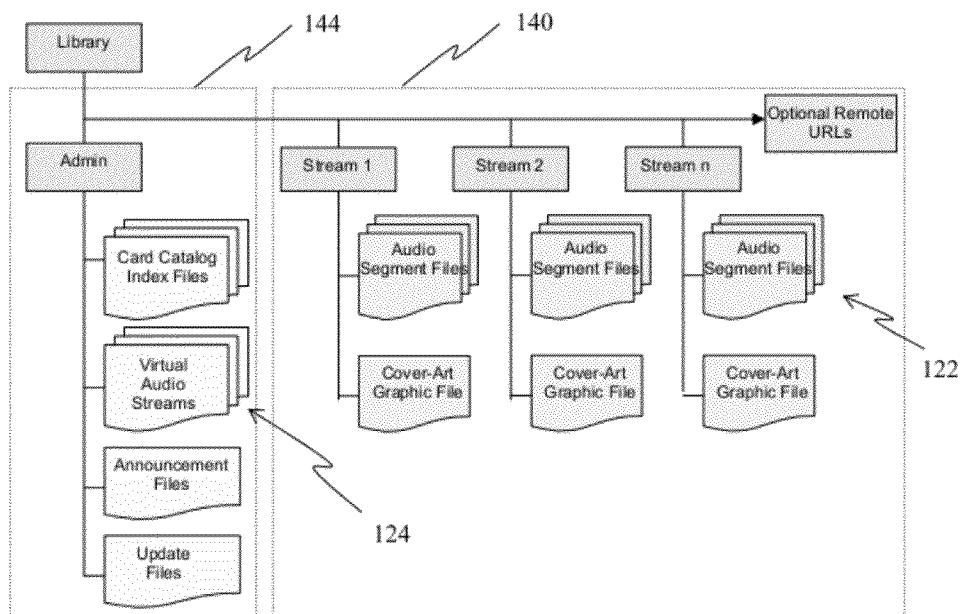 144
140
Library
Optional Remote
URLs
Admin
Stream 1
Stream 2
Stream n
Card Catalog
Index Files
Audio
Segment Files
Audio
Segment Files
Audio
Segment Files
122
Virtual
Audio
Streams
Cover-Art
Graphic File
Cover-Art
Graphic File
Cover-Art
Graphic File
124
Announcement
Files
Update
Files